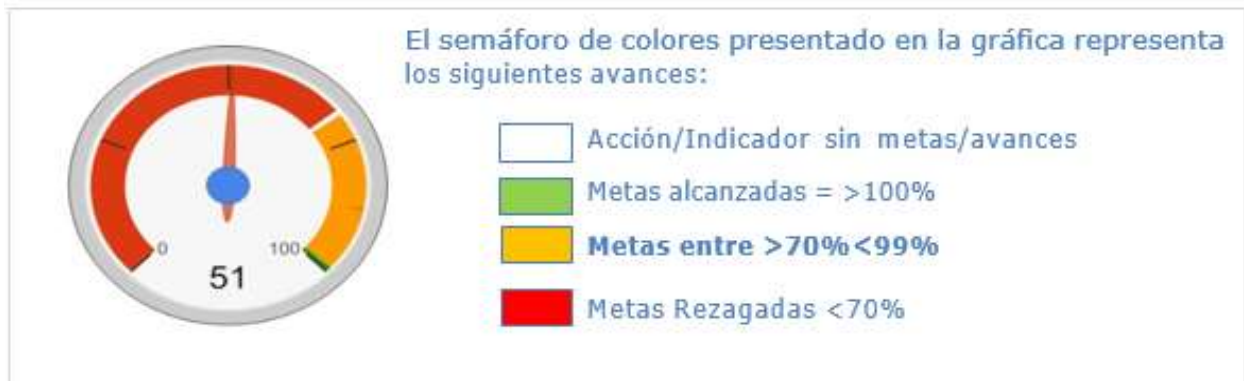 El semáforo de colores presentado en la gráfica representa
los siguientes avances:
Acción/Indicador sin metas/avances
Metas alcanzadas = >100%
Metas entre >70%<99%
Metas Rezagadas <70%
0
100
51